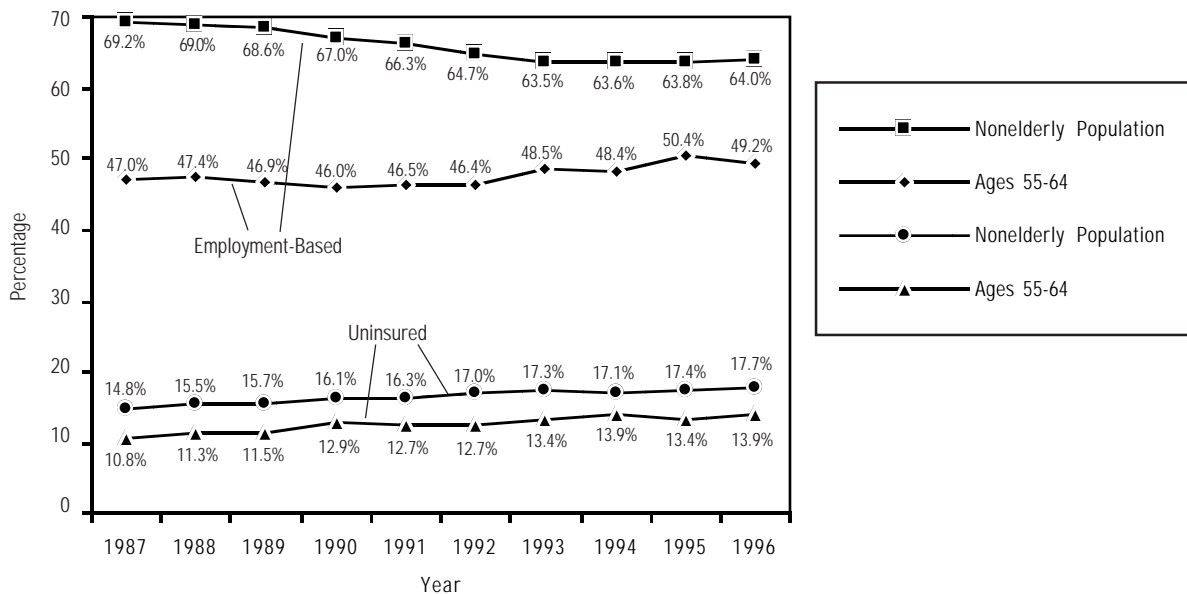 70
69.2% 69.0% 68.6% 67.0% 66.3% 64.7% 63.5% 63.6% 63.8% 64.0%
60
50
47.0% 47.4% 46.9% 46.0% 46.5% 46.4% 48.5% 48.4% 50.4% 49.2%
40
Employment-Based
30
Percentage
Uninsured
20
14.8% 15.5% 15.7% 16.1% 16.3% 17.0% 17.3% 17.1% 17.4% 17.7%
10
10.8% 11.3% 11.5% 12.9% 12.7% 12.7% 13.4% 13.9% 13.4% 13.9%
0
1987 1988 1989 1990 1991 1992 1993 1994 1995 1996
Year
Nonelderly Population
Ages 55-64
Nonelderly Population
Ages 55-64